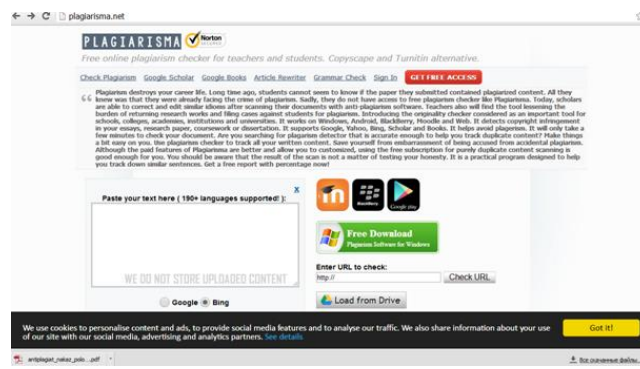 plagiarisma.net
PLAGIARISMA Norton
Free online plagiarism checker for teachers and students. Copyscape and Turnitin alternative.
Check Plagiarism Google Scholar Google Books Article Rewriter Grammar Check Sign In GET FREE ACCESS
Plagiarism destroys your career life. Long time ago, students cannot seem to know if the paper they submitted contained plagiarized content. All they
knew was that they were already facing the crime of plagiarism. Sadly, they do not have access to free plagiarism checker like Plagiarisma. Today, scholars
are able to correct and edit similar idioms after scanning their documents with anti-plagiarism software. Teachers also will find the tool lessening the
burden of returning research works and filing cases against students for plagiarism. Introducing the originality checker considered as an important tool for
schools, colleges, academies, institutions and universities. It works on Windows, Android, BlackBerry, Moodle and Web. It detects copyright infringement
in your essays, research paper, coursework or dissertation. It supports Google, Yahoo, Bing, Scholar and Books. It helps avoid plagiarism. It will only take a
few minutes to check your document. Are you searching for plagiarism detector that is accurate enough to help you track duplicate content? Make things
a bit easy on you. Use plagiarism checker to track all your written content. Save yourself from embarrassment of being accused from accidental plagiarism.
Although the paid features of Plagiarisma are better and allow you to customized, using the free subscription for purely duplicate content scanning is
good enough for you. You should be aware that the result of the scan is not a matter of testing your honesty. It is a practical program designed to help
you track down similar sentences. Get a free report with percentage now!
x
Paste your text here ( 190+ languages supported! ):
WE DO NOT STORE UPLOADED CONTENT
Google Bing
BlackBerry
Google play
Free Download
Plagiarism Software for Windows
Enter URL to check:
http://
Check URL
Load from Drive
We use cookies to personalise content and ads, to provide social media features and to analyse our traffic. We also share information about your use
of our site with our social media, advertising and analytics partners. See details
Got it!
antiplagiat_nakaz_polo....pdf
Все скачанные файлы...